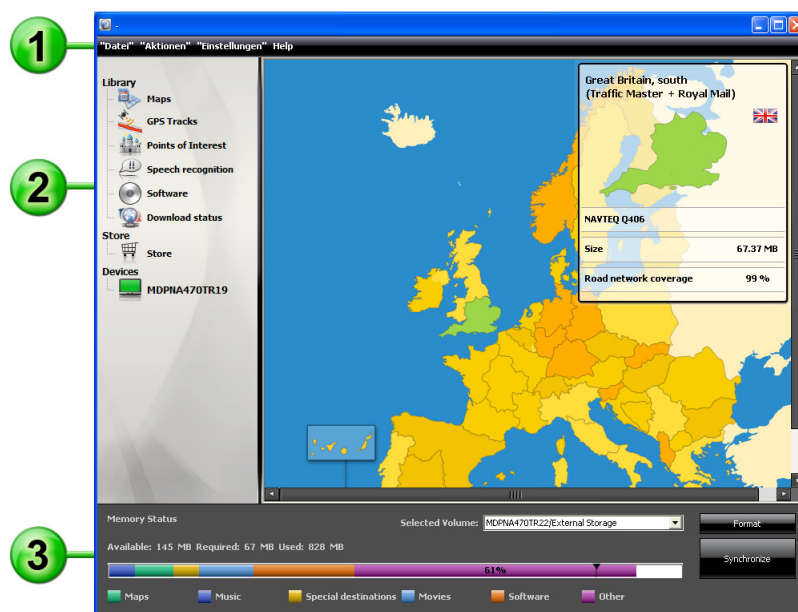 -
1
"Datei" "Aktionen" "Einstellungen" Help
2
Library
Maps
GPS Tracks
Points of Interest
Speech recognition
Software
Download status
Store
Store
Devices
MDPNA470TR19
Great Britain, south
(Traffic Master + Royal Mail)
NAVTEQ Q406
Size 67.37 MB
Road network coverage 99 %
3
Memory Status
Selected Volume: MDPNA470TR22/External Storage
Format
Available: 145 MB Required: 67 MB Used: 828 MB
Synchronize
61%
Maps Music Special destinations Movies Software Other